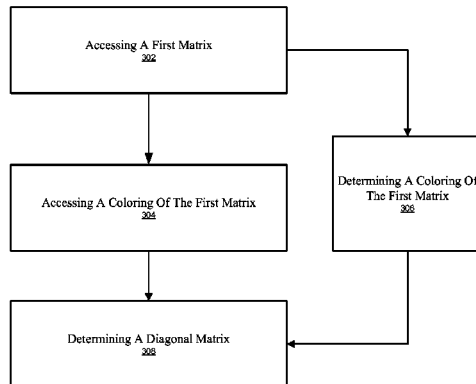 Accessing A First Matrix
302
Accessing A Coloring Of The First Matrix
304
Determining A Coloring Of
The First Matrix
306
Determining A Diagonal Matrix
308